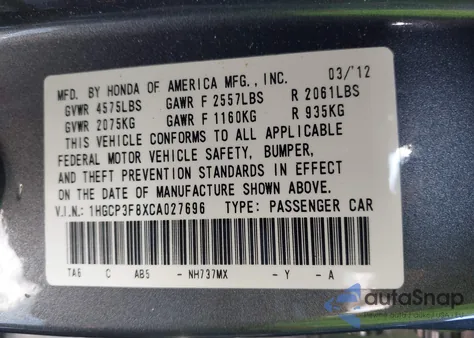 MFD. BY HONDA OF AMERICA MFG., INC. 03/'12
GVWR 4575LBS GAWR F 2557LBS R 2061LBS
GVWR 2075KG GAWR F 1160KG R 935KG
THIS VEHICLE CONFORMS TO ALL APPLICABLE
FEDERAL MOTOR VEHICLE SAFETY, BUMPER,
AND THEFT PREVENTION STANDARDS IN EFFECT
ON THE DATE OF MANUFACTURE SHOWN ABOVE.
V.I.N.: 1HGCP3F8XCA027696 TYPE: PASSENGER CAR
TA6 C AB5 - NH737MX - Y - A
autoSnap